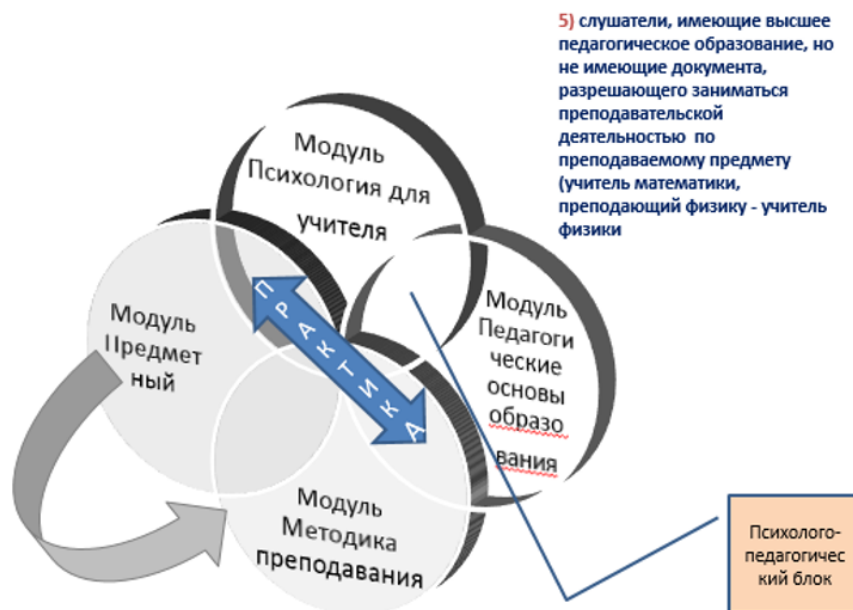 5) слушатели, имеющие высшее
педагогическое образование, но
не имеющие документа,
разрешающего заниматься
преподавательской
деятельностью по
преподаваемому предмету
(учитель математики,
преподающий физику - учитель
физики
Модуль
Психология для
учителя
Модуль
Предмет
ный
ПРАКТИКА
Модуль
Педагоги
ческие
основы
образо
вания
Модуль
Методика
преподавания
Психолого-
педагогичес
кий блок